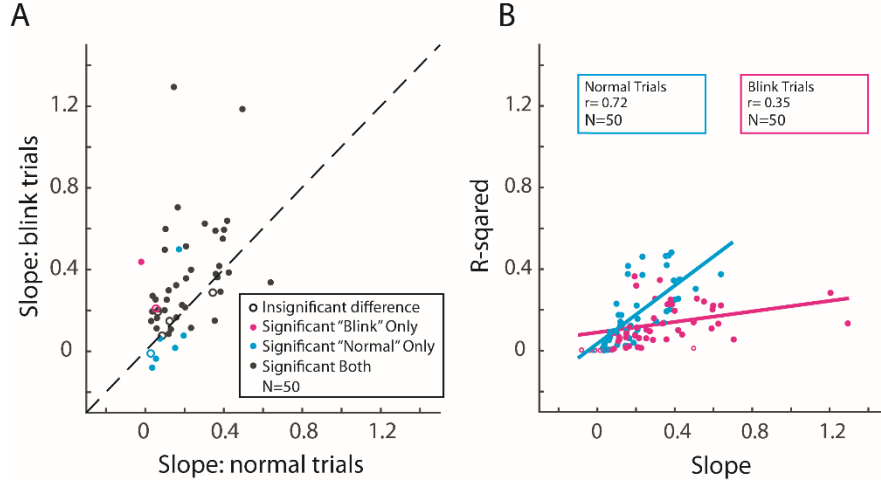 A
Slope: blink trials
1.2
0.8
0.4
0
0
0.4
0.8
1.2
Slope: normal trials
Insignificant difference
Significant "Blink" Only
Significant "Normal" Only
Significant Both
N=50
B
R-sqared
1.2
0.8
0.4
0
0
0.4
0.8
1.2
Slope
Normal Trials
r= 0.72
N=50
Blink Trials
r= 0.35
N=50